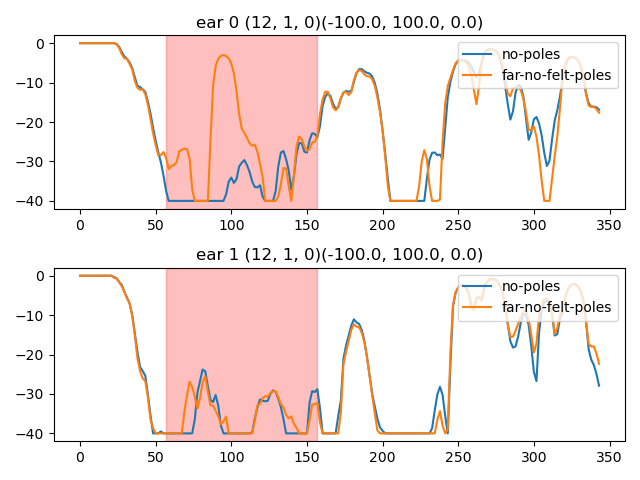 ear 0 (12, 1, 0)(-100.0, 100.0, 0.0)
0
−10
−20
−30
−40
no-poles
far-no-felt-poles
0 50 100 150 200 250 300 350
ear 1 (12, 1, 0)(-100.0, 100.0, 0.0)
0
−10
−20
−30
−40
no-poles
far-no-felt-poles
0 50 100 150 200 250 300 350